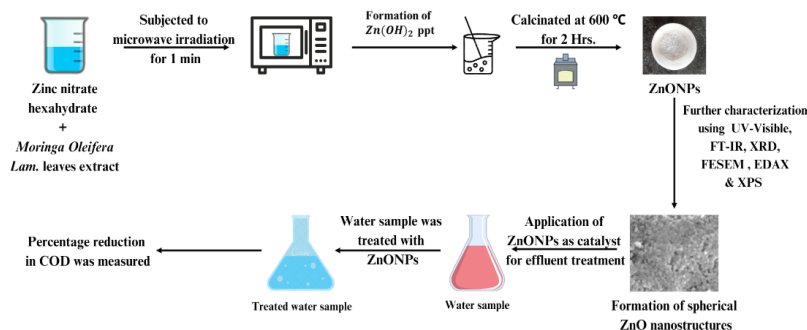 Subjected to
microwave irradiation
for 1 min
Formation of
Zn(OH)₂ ppt
Calcinated at 600 ℃
for 2 Hrs.
Zinc nitrate
hexahydrate
+
Moringa Oleifera
Lam. leaves extract
ZnONPs
Further characterization
using UV-Visible,
FT-IR, XRD,
FESEM , EDAX
& XPS
Formation of spherical
ZnO nanostructures
Application of
ZnONPs as catalyst
for effluent treatment
Water sample
Water sample was
treated with
ZnONPs
Treated water sample
Percentage reduction
in COD was measured